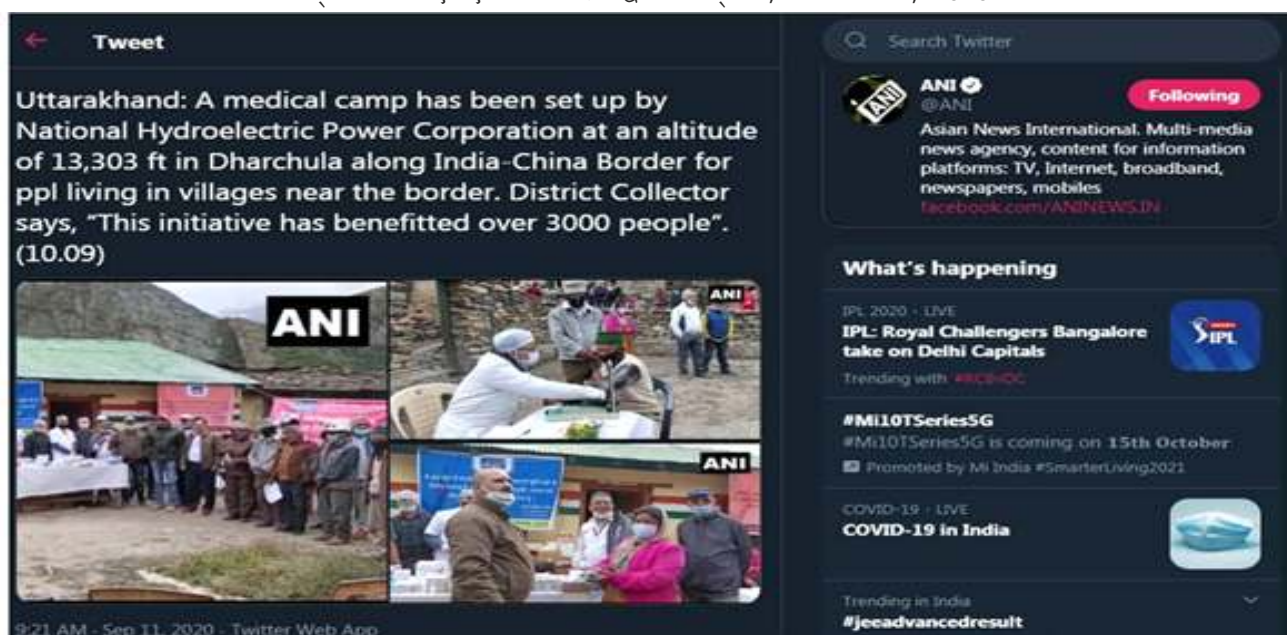 Tweet
Uttarakhand: A medical camp has been set up by
National Hydroelectric Power Corporation at an altitude
of 13,303 ft in Dharchula along India-China Border for
ppl living in villages near the border. District Collector
says, "This initiative has benefitted over 3000 people".
(10.09)
ANI
ANI
ANI
9:21 AM · Sep 11, 2020 · Twitter Web App
Search Twitter
ANI
ANI
@ANI
Following
Asian News International. Multi-media
news agency, content for information
platforms: TV, Internet, broadband,
newspapers, mobiles
facebook.com/ANINEWS.IN
What's happening
IPL 2020 · LIVE
IPL: Royal Challengers Bangalore
take on Delhi Capitals
Trending with #RCBvDC
IPL
#Mi10TSeries5G
#Mi10TSeries5G is coming on 15th October
Promoted by Mi India #SmarterLiving2021
COVID-19 · LIVE
COVID-19 in India
Trending in India
#jeeadvancedresult